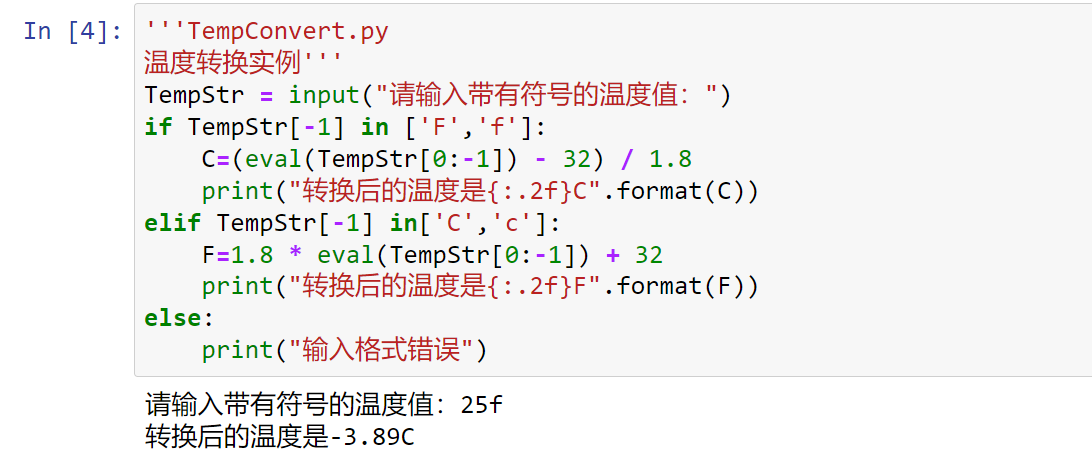 In [4]: '''TempConvert.py
温度转换实例'''
TempStr = input("请输入带有符号的温度值：")
if TempStr[-1] in ['F','f']:
    C=(eval(TempStr[0:-1]) - 32) / 1.8
    print("转换后的温度是{:.2f}C".format(C))
elif TempStr[-1] in['C','c']:
    F=1.8 * eval(TempStr[0:-1]) + 32
    print("转换后的温度是{:.2f}F".format(F))
else:
    print("输入格式错误")
请输入带有符号的温度值：25f
转换后的温度是-3.89C